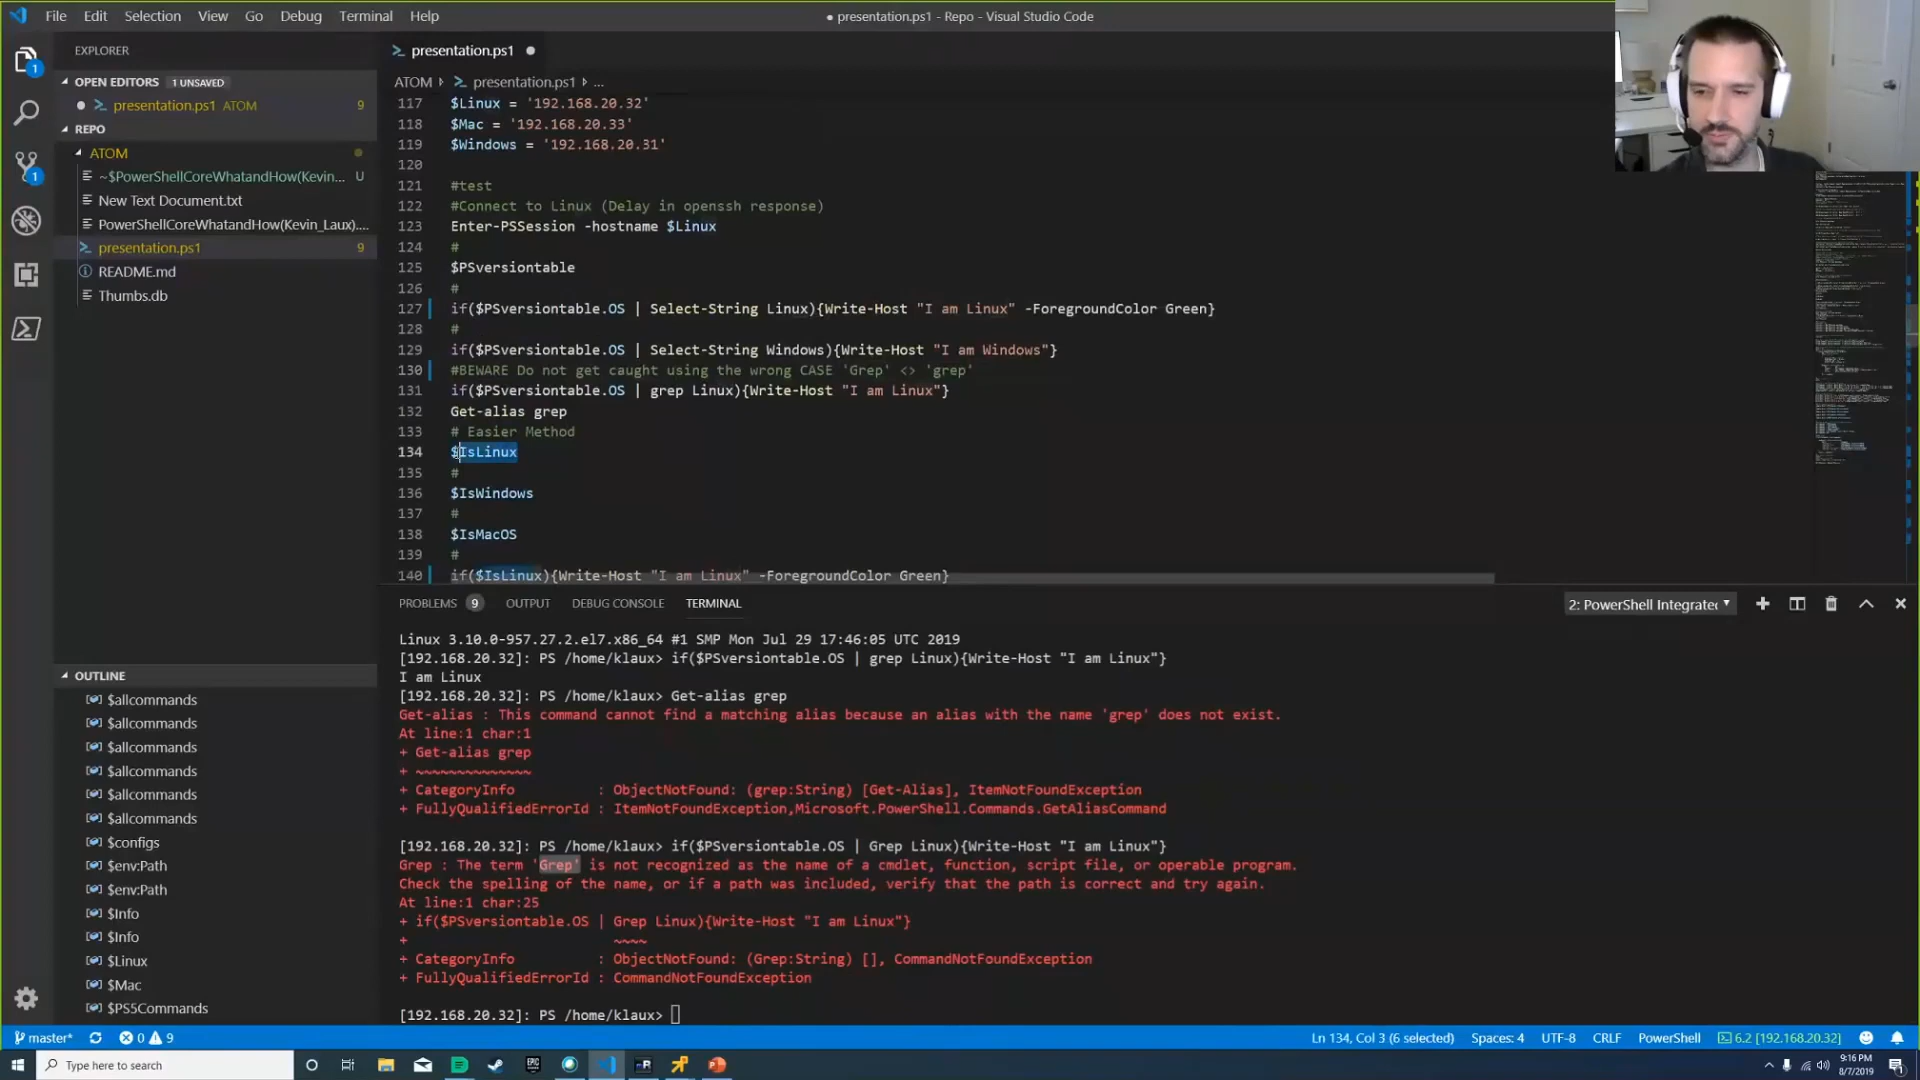 File Edit Selection View Go Debug Terminal Help
● presentation.ps1 - Repo - Visual Studio Code
EXPLORER
OPEN EDITORS 1 UNSAVED
presentation.ps1 ATOM 9
REPO
ATOM
~$PowerShellCoreWhatandHow(Kevin... U
New Text Document.txt
PowerShellCoreWhatandHow(Kevin_Laux)....
presentation.ps1 9
README.md
Thumbs.db
OUTLINE
$allcommands
$allcommands
$allcommands
$allcommands
$allcommands
$allcommands
$configs
$env:Path
$env:Path
$Info
$Info
$Linux
$Mac
$PS5Commands
presentation.ps1
ATOM presentation.ps1 ...
117 $Linux = '192.168.20.32'
118 $Mac = '192.168.20.33'
119 $Windows = '192.168.20.31'
120
121 #test
122 #Connect to Linux (Delay in openssh response)
123 Enter-PSSession -hostname $Linux
124 #
125 $PSversiontable
126 #
127 if($PSversiontable.OS | Select-String Linux){Write-Host "I am Linux" -ForegroundColor Green}
128 #
129 if($PSversiontable.OS | Select-String Windows){Write-Host "I am Windows"}
130 #BEWARE Do not get caught using the wrong CASE 'Grep' <> 'grep'
131 if($PSversiontable.OS | grep Linux){Write-Host "I am Linux"}
132 Get-alias grep
133 # Easier Method
134 $IsLinux
135 #
136 $IsWindows
137 #
138 $IsMacOS
139 #
140 if($IsLinux){Write-Host "I am Linux" -ForegroundColor Green}
PROBLEMS 9 OUTPUT DEBUG CONSOLE TERMINAL
2: PowerShell Integrated
Linux 3.10.0-957.27.2.el7.x86_64 #1 SMP Mon Jul 29 17:46:05 UTC 2019
[192.168.20.32]: PS /home/klaux> if($PSversiontable.OS | grep Linux){Write-Host "I am Linux"}
I am Linux
[192.168.20.32]: PS /home/klaux> Get-alias grep
Get-alias : This command cannot find a matching alias because an alias with the name 'grep' does not exist.
At line:1 char:1
+ Get-alias grep
+ ~~~~~~~~~~~~~~
+ CategoryInfo : ObjectNotFound: (grep:String) [Get-Alias], ItemNotFoundException
+ FullyQualifiedErrorId : ItemNotFoundException,Microsoft.PowerShell.Commands.GetAliasCommand
[192.168.20.32]: PS /home/klaux> if($PSversiontable.OS | Grep Linux){Write-Host "I am Linux"}
Grep : The term 'Grep' is not recognized as the name of a cmdlet, function, script file, or operable program.
Check the spelling of the name, or if a path was included, verify that the path is correct and try again.
At line:1 char:25
+ if($PSversiontable.OS | Grep Linux){Write-Host "I am Linux"}
+ ~~~~
+ CategoryInfo : ObjectNotFound: (Grep:String) [], CommandNotFoundException
+ FullyQualifiedErrorId : CommandNotFoundException
[192.168.20.32]: PS /home/klaux>
master* 0 9
Ln 134, Col 3 (6 selected) Spaces: 4 UTF-8 CRLF PowerShell 6.2 [192.168.20.32]
Type here to search
9:16 PM
8/7/2019